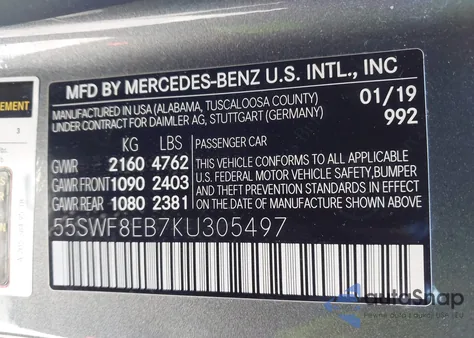 MFD BY MERCEDES-BENZ U.S. INTL., INC
MANUFACTURED IN USA (ALABAMA, TUSCALOOSA COUNTY)
UNDER CONTRACT FOR DAIMLER AG, STUTTGART (GERMANY)
01/19
992
KG LBS
GVWR 2160 4762
GAWR FRONT 1090 2403
GAWR REAR 1080 2381
PASSENGER CAR
THIS VEHICLE CONFORMS TO ALL APPLICABLE
U.S. FEDERAL MOTOR VEHICLE SAFETY, BUMPER
AND THEFT PREVENTION STANDARDS IN EFFECT
ON THE DATE OF MANUFACTURE SHOWN ABOVE.
55SWF8EB7KU305497
EMENT
3
autoShap